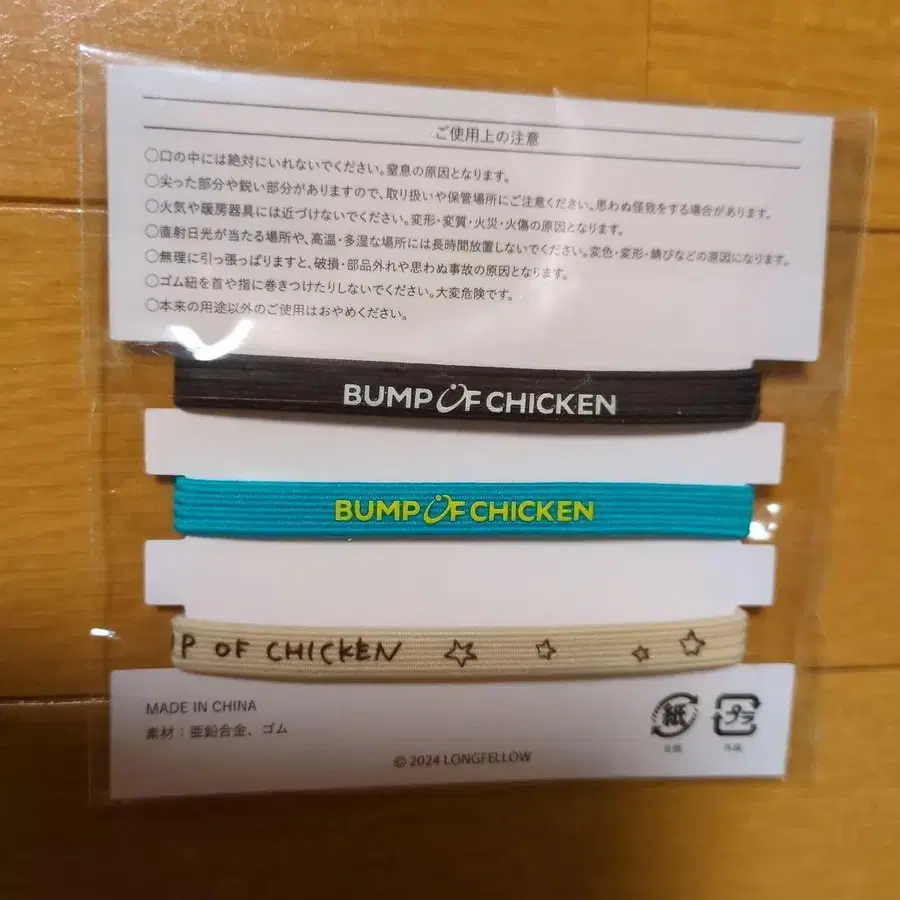 ご使用上の注意
○口の中には絶対にいれないでください。窒息の原因となります。
○尖った部分や鋭い部分がありますので、取り扱いや保管場所にご注意ください。思わぬ怪我をする場合があります。
○火気や暖房器具には近づけないでください。変形・変質・火災・火傷の原因となります。
○直射日光が当たる場所や、高温・多湿な場所には長時間放置しないでください。変色・変形・錆びなどの原因になります。
○無理に引っ張っぱりますと、破損・部品外れや思わぬ事故の原因となります。
○ゴム紐を首や指に巻きつけたりしないでください。大変危険です。
○本来の用途以外のご使用はおやめください。
BUMP OF CHICKEN
BUMP OF CHICKEN
P OF CHICKEN
MADE IN CHINA
素材：亜鉛合金、ゴム
紙 プラ
台紙 外装
© 2024 LONGFELLOW